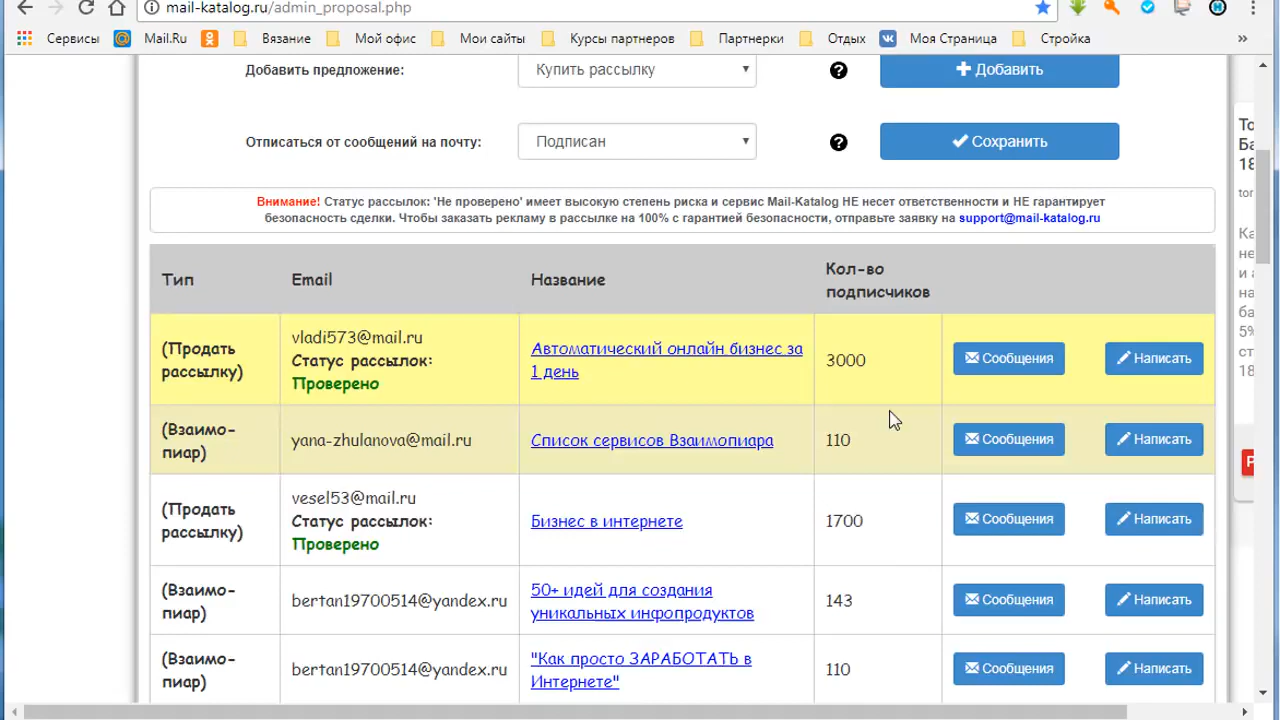 mail-katalog.ru/admin_proposal.php
Сервисы Mail.Ru Вязание Мой офис Мои сайты Курсы партнеров Партнерки Отдых Моя Страница Стройка »
Добавить предложение: Купить рассылку ? Добавить
Отписаться от сообщений на почту: Подписан ? Сохранить
Внимание! Статус рассылок: 'Не проверено' имеет высокую степень риска и сервис Mail-Katalog НЕ несет ответственности и НЕ гарантирует
безопасность сделки. Чтобы заказать рекламу в рассылке на 100% с гарантией безопасности, отправьте заявку на support@mail-katalog.ru
Тип Email Название Кол-во
подписчиков
(Продать
рассылку)
vladi573@mail.ru
Статус рассылок:
Проверено
Автоматический онлайн бизнес за
1 день
3000
Сообщения Написать
(Взаимо-
пиар)
yana-zhulanova@mail.ru
Список сервисов Взаимопиара
110
Сообщения Написать
(Продать
рассылку)
vesel53@mail.ru
Статус рассылок:
Проверено
Бизнес в интернете
1700
Сообщения Написать
(Взаимо-
пиар)
bertan19700514@yandex.ru
50+ идей для создания
уникальных инфопродуктов
143
Сообщения Написать
(Взаимо-
пиар)
bertan19700514@yandex.ru
"Как просто ЗАРАБОТАТЬ в
Интернете"
110
Сообщения Написать